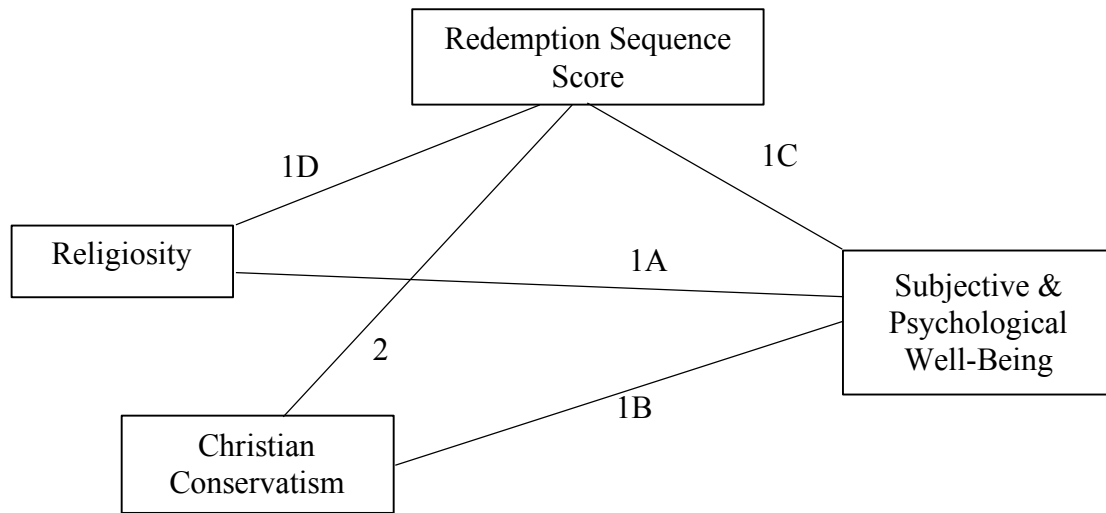 Redemption Sequence
Score
1D
1C
Religiosity
1A
Subjective &
Psychological
Well-Being
2
1B
Christian
Conservatism